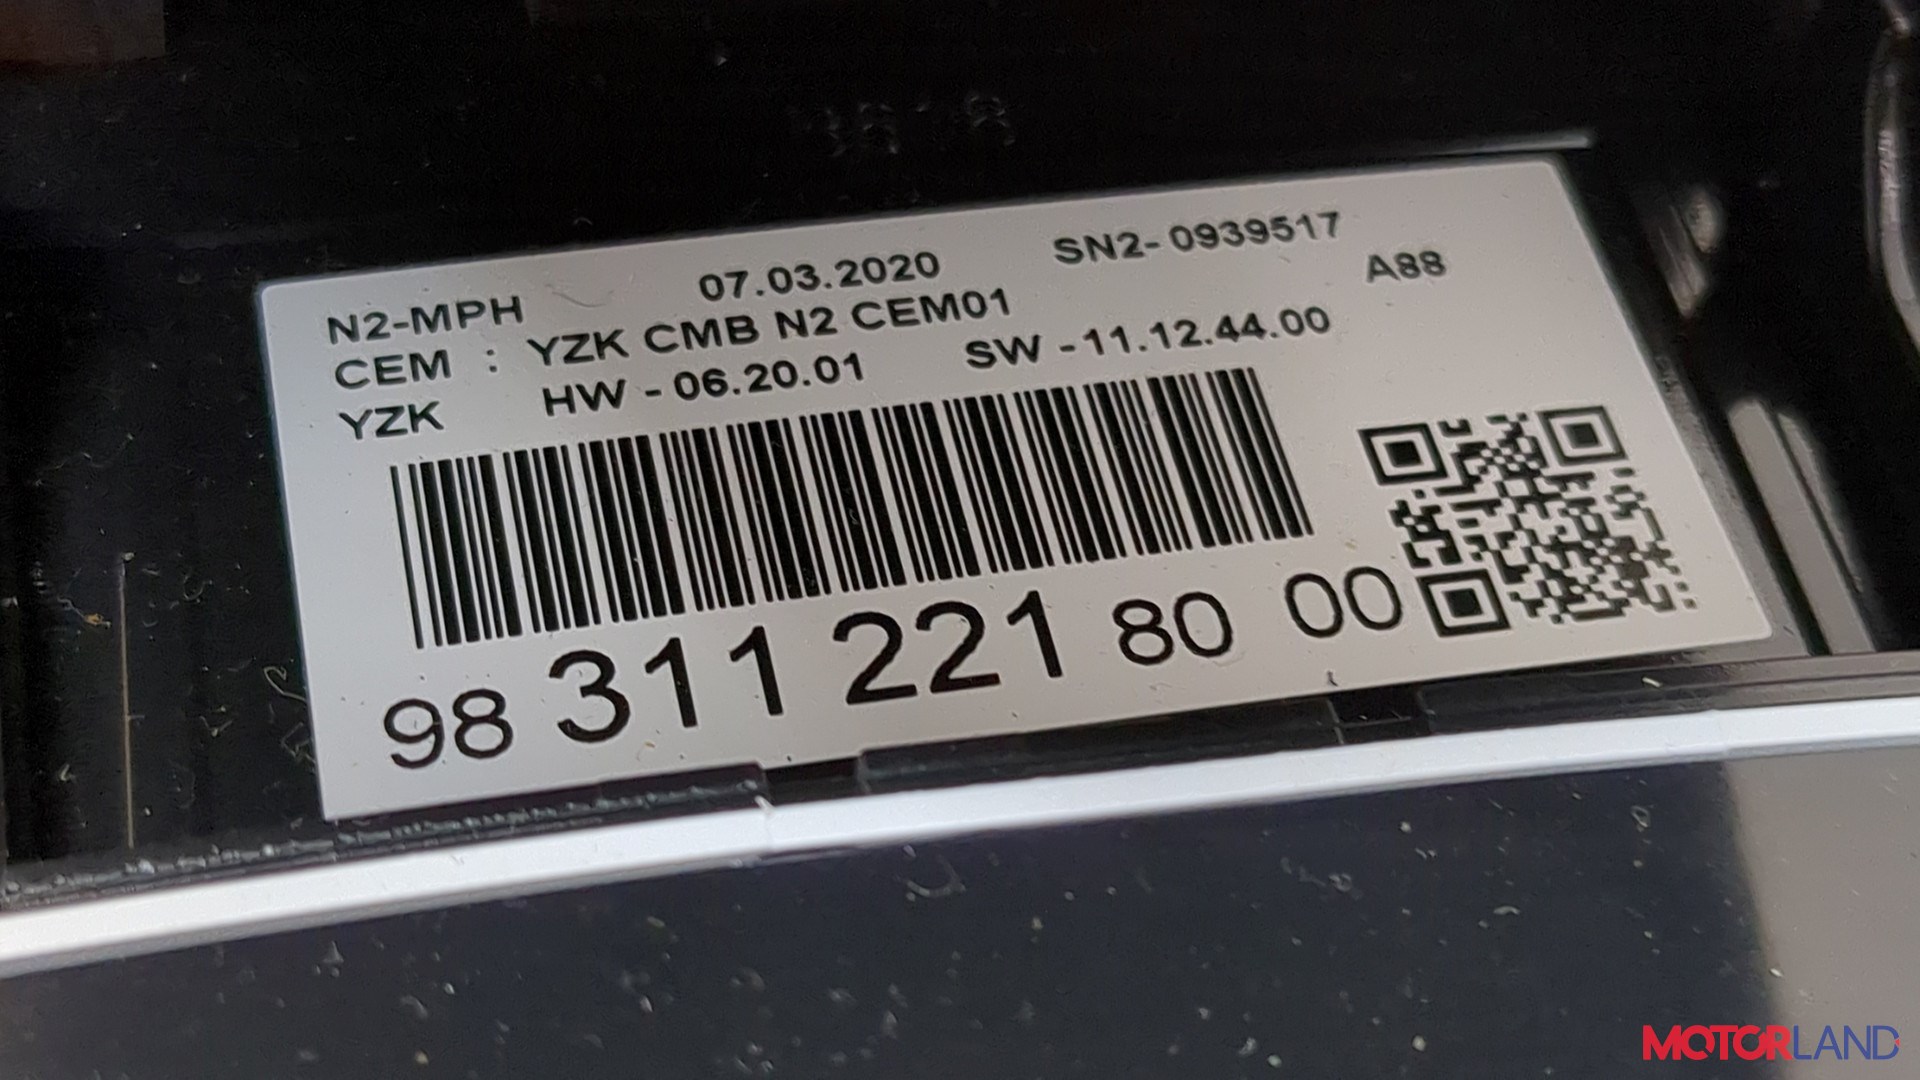 N2-MPH 07.03.2020 SN2- 0939517
CEM : YZK CMB N2 CEM01 A88
YZK HW - 06.20.01 SW -11.12.44.00
98 311 221 80 00
MOTORLAND